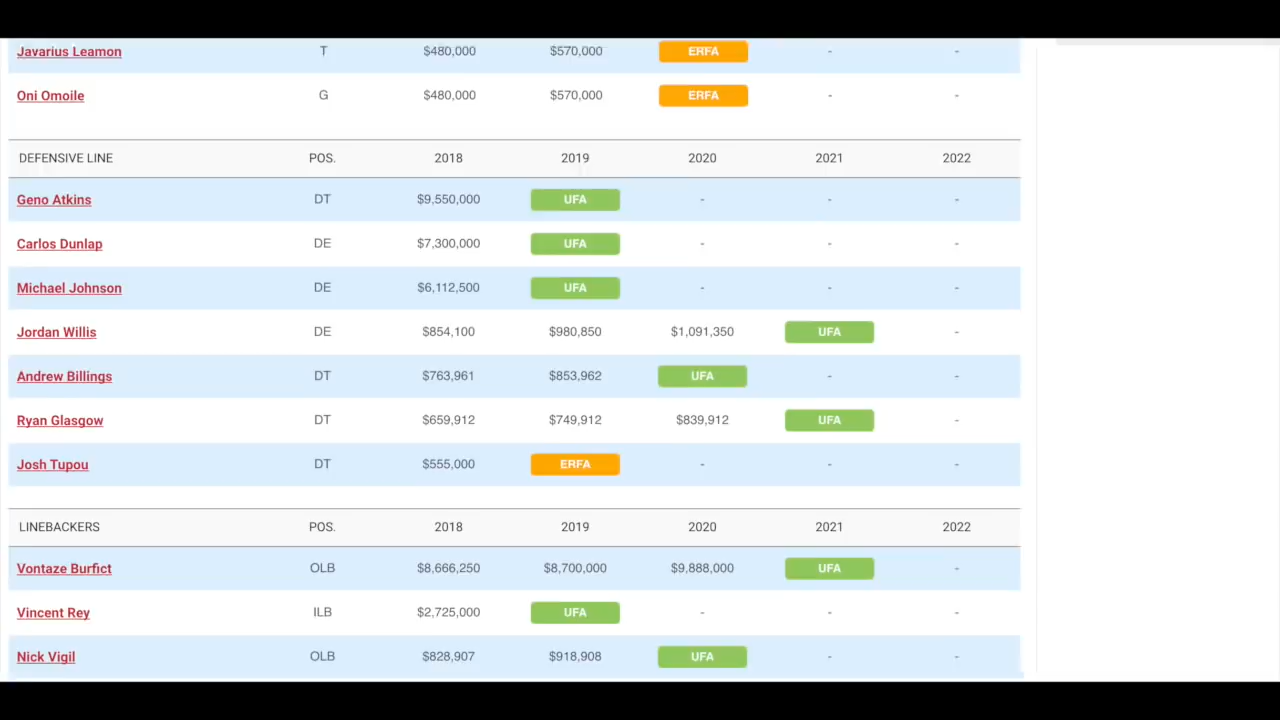 Javarius Leamon T $480,000 $570,000 ERFA - -
Oni Omoile G $480,000 $570,000 ERFA - -
DEFENSIVE LINE POS. 2018 2019 2020 2021 2022
Geno Atkins DT $9,550,000 UFA - - -
Carlos Dunlap DE $7,300,000 UFA - - -
Michael Johnson DE $6,112,500 UFA - - -
Jordan Willis DE $854,100 $980,850 $1,091,350 UFA -
Andrew Billings DT $763,961 $853,962 UFA - -
Ryan Glasgow DT $659,912 $749,912 $839,912 UFA -
Josh Tupou DT $555,000 ERFA - - -
LINEBACKERS POS. 2018 2019 2020 2021 2022
Vontaze Burfict OLB $8,666,250 $8,700,000 $9,888,000 UFA -
Vincent Rey ILB $2,725,000 UFA - - -
Nick Vigil OLB $828,907 $918,908 UFA - -